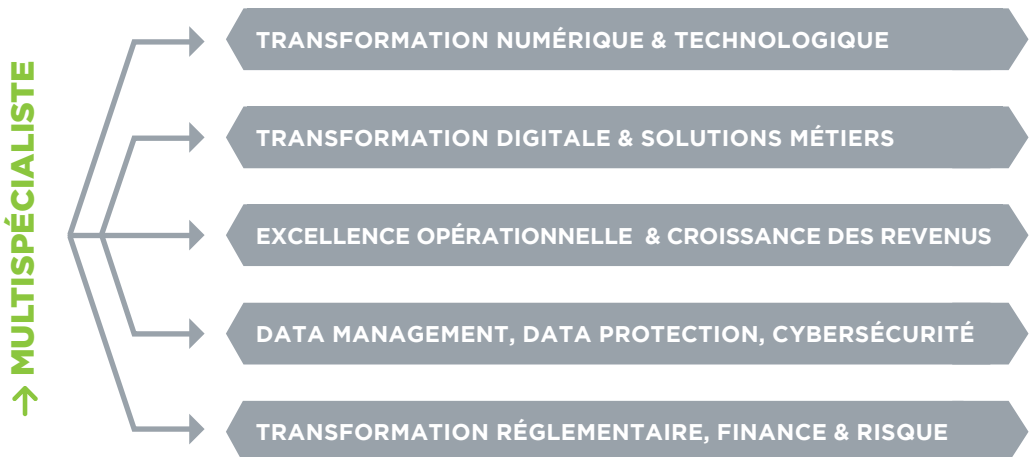 → MULTISPÉCIALISTE
TRANSFORMATION NUMÉRIQUE & TECHNOLOGIQUE
TRANSFORMATION DIGITALE & SOLUTIONS MÉTIERS
EXCELLENCE OPÉRATIONNELLE & CROISSANCE DES REVENUS
DATA MANAGEMENT, DATA PROTECTION, CYBERSÉCURITÉ
TRANSFORMATION RÉGLEMENTAIRE, FINANCE & RISQUE